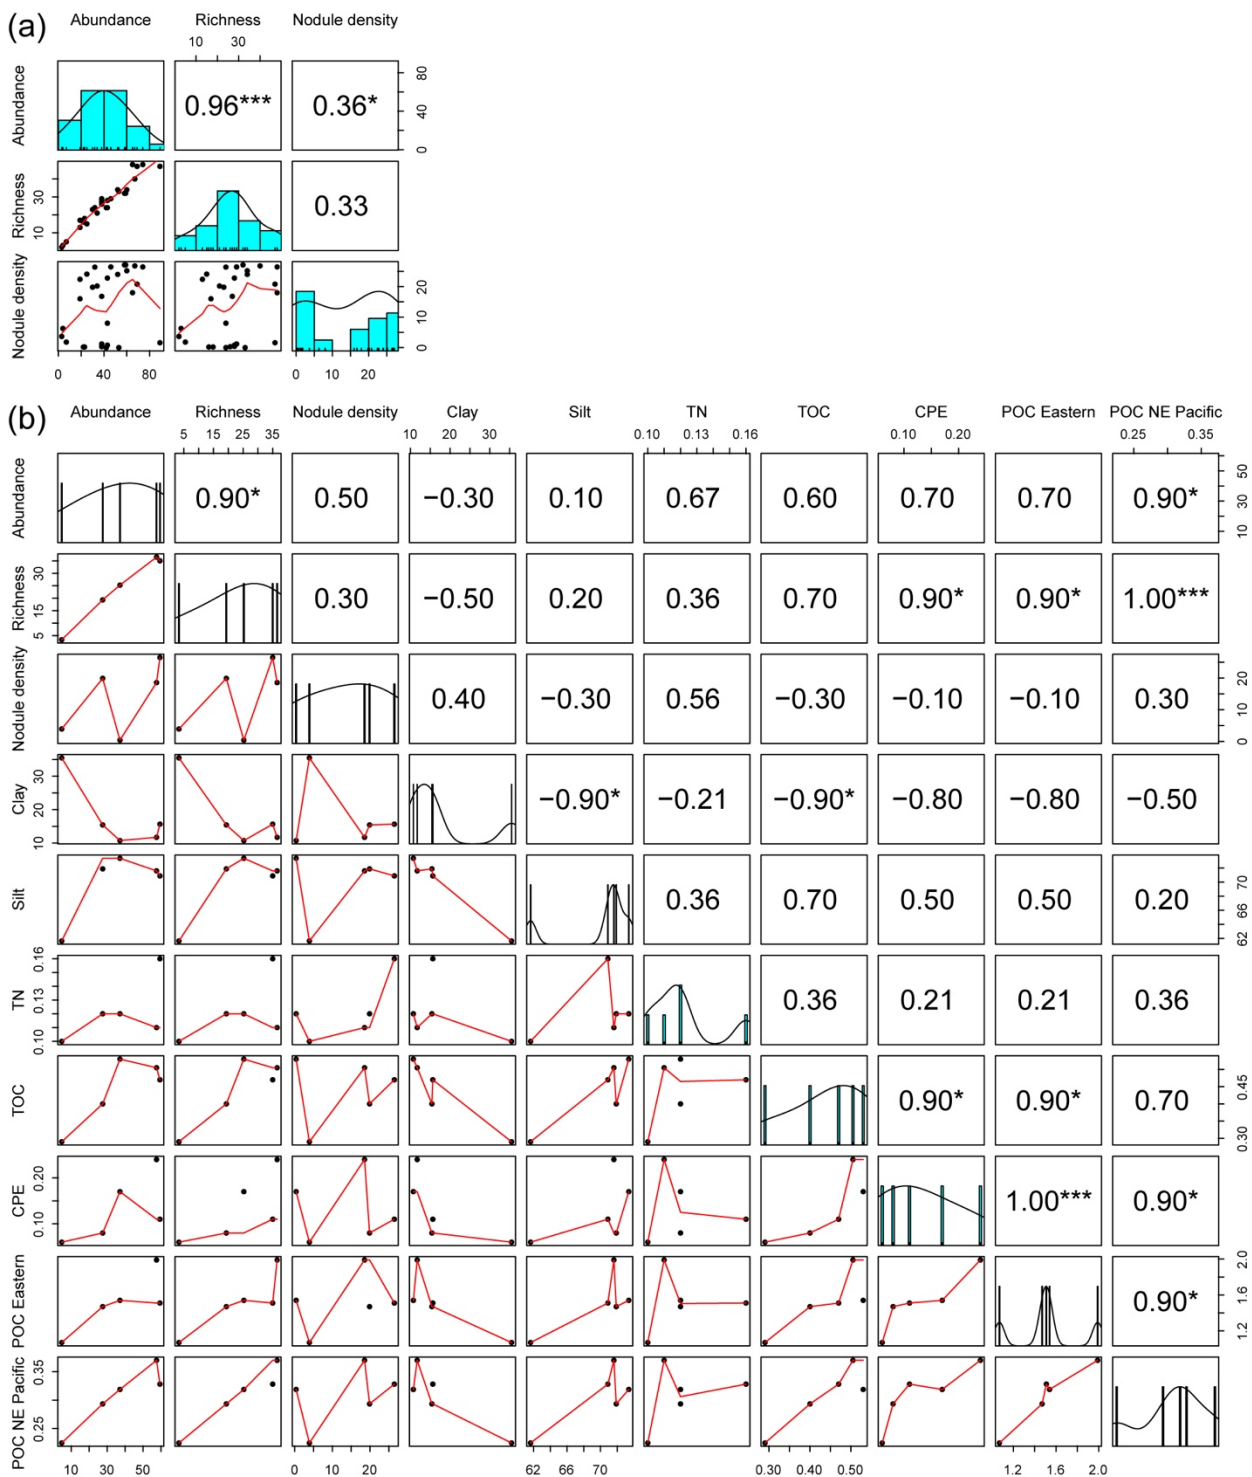 (a)
Abundance Richness Nodule density
10 30
Abundance 0.96*** 0.36* 0 40 80
Richness 10 30 0.33
Nodule density 0 10 20
0 40 80 0 10 20
(b)
Abundance Richness Nodule density Clay Silt TN TOC CPE POC Eastern POC NE Pacific
5 15 25 35 10 20 30 0.10 0.13 0.16 0.10 0.20 0.25 0.35
Abundance 0.90* 0.50 −0.30 0.10 0.67 0.60 0.70 0.70 0.90* 10 30 50
Richness 5 15 30 0.30 −0.50 0.20 0.36 0.70 0.90* 0.90* 1.00***
Nodule density 0.40 −0.30 0.56 −0.30 −0.10 −0.10 0.30 0 10 20
Clay 10 20 30 −0.90* −0.21 −0.90* −0.80 −0.80 −0.50
Silt 0.36 0.70 0.50 0.50 0.20 62 66 70
TN 0.10 0.13 0.16 0.36 0.21 0.21 0.36
TOC 0.90* 0.90* 0.70 0.30 0.45
CPE 0.10 0.20 1.00*** 0.90*
POC Eastern 0.90* 1.2 1.6 2.0
POC NE Pacific 0.25 0.35
10 30 50 0 10 20 62 66 70 0.30 0.40 0.50 1.2 1.6 2.0